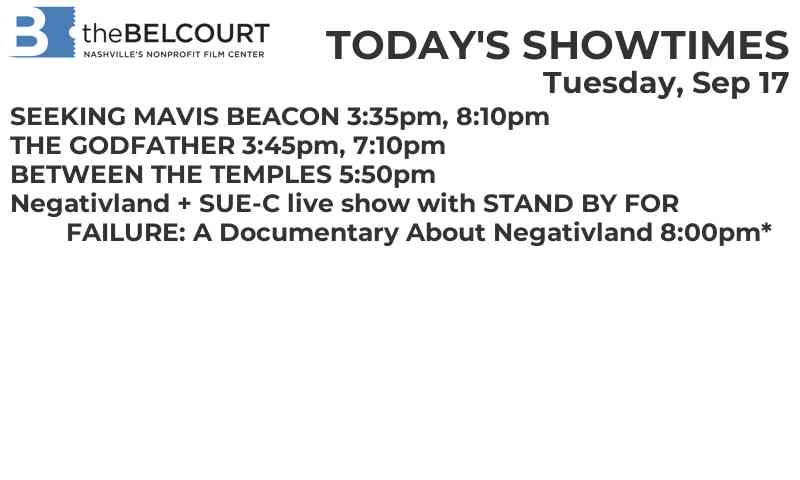 B theBELCOURT
NASHVILLE'S NONPROFIT FILM CENTER
TODAY'S SHOWTIMES
Tuesday, Sep 17
SEEKING MAVIS BEACON 3:35pm, 8:10pm
THE GODFATHER 3:45pm, 7:10pm
BETWEEN THE TEMPLES 5:50pm
Negativland + SUE-C live show with STAND BY FOR
FAILURE: A Documentary About Negativland 8:00pm*